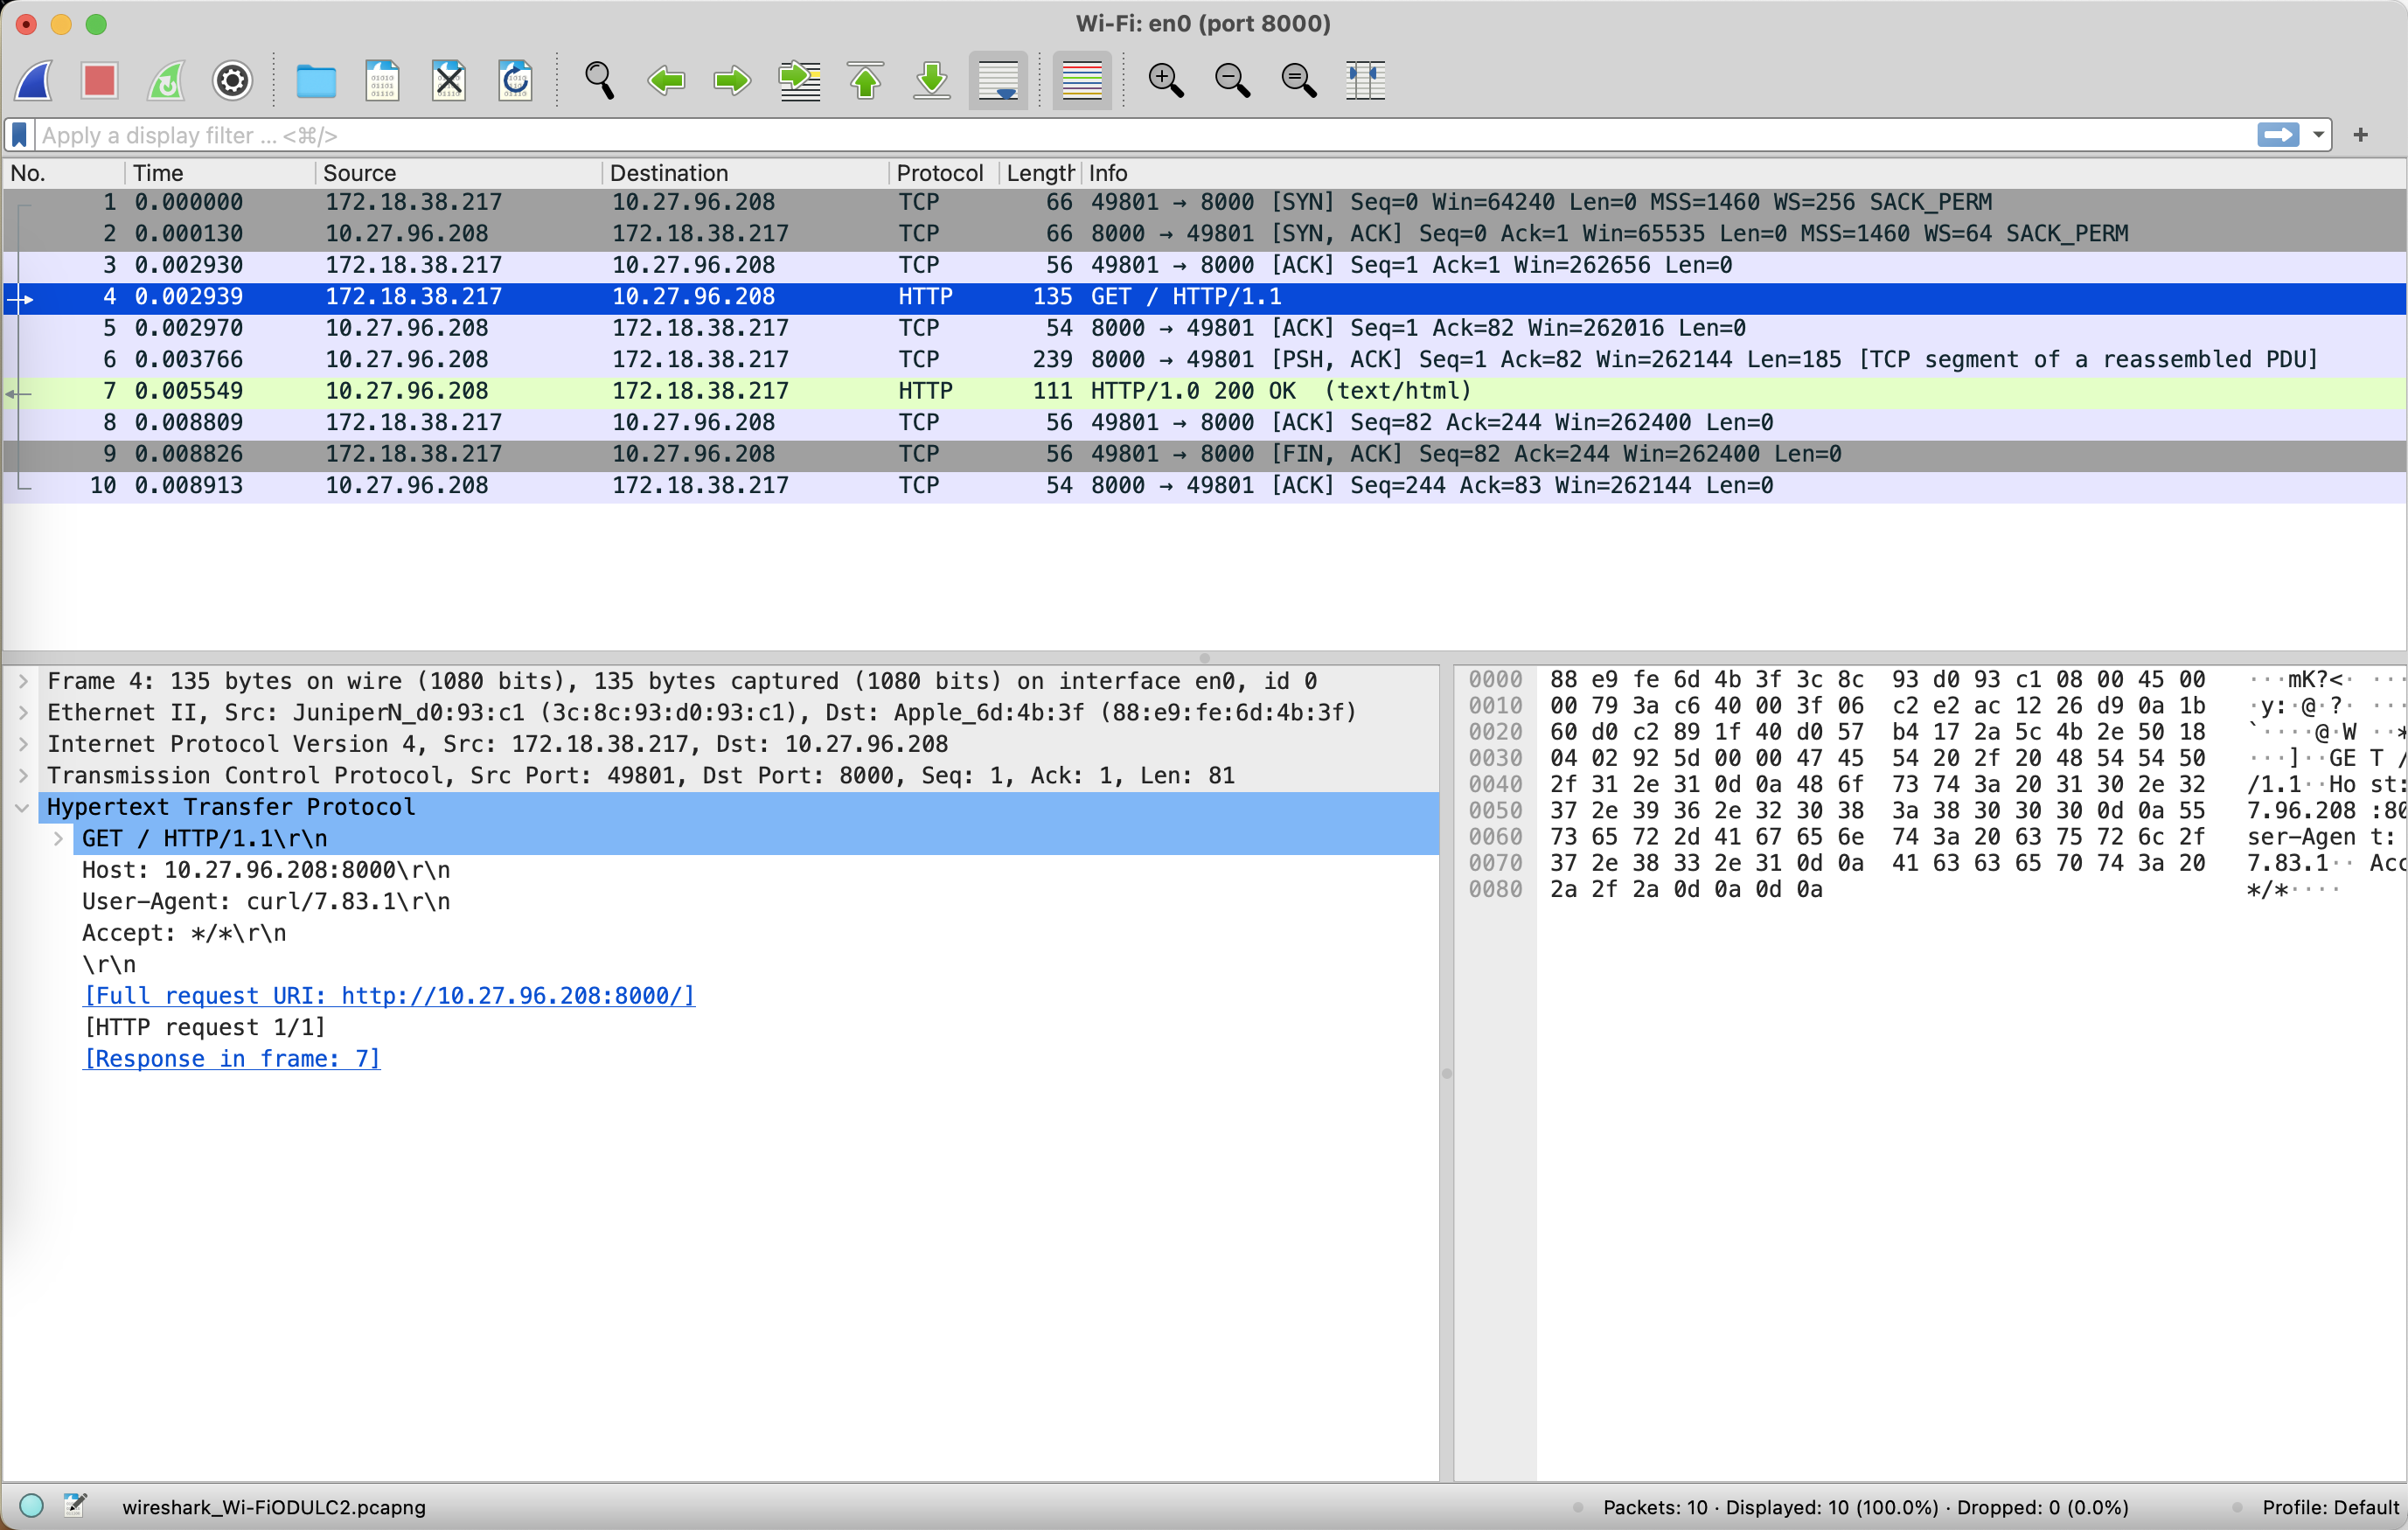 Wi-Fi: en0 (port 8000)
Apply a display filter ... <⌘/>
No. Time Source Destination Protocol Length Info
1 0.000000 172.18.38.217 10.27.96.208 TCP 66 49801 → 8000 [SYN] Seq=0 Win=64240 Len=0 MSS=1460 WS=256 SACK_PERM
2 0.000130 10.27.96.208 172.18.38.217 TCP 66 8000 → 49801 [SYN, ACK] Seq=0 Ack=1 Win=65535 Len=0 MSS=1460 WS=64 SACK_PERM
3 0.002930 172.18.38.217 10.27.96.208 TCP 56 49801 → 8000 [ACK] Seq=1 Ack=1 Win=262656 Len=0
4 0.002939 172.18.38.217 10.27.96.208 HTTP 135 GET / HTTP/1.1
5 0.002970 10.27.96.208 172.18.38.217 TCP 54 8000 → 49801 [ACK] Seq=1 Ack=82 Win=262016 Len=0
6 0.003766 10.27.96.208 172.18.38.217 TCP 239 8000 → 49801 [PSH, ACK] Seq=1 Ack=82 Win=262144 Len=185 [TCP segment of a reassembled PDU]
7 0.005549 10.27.96.208 172.18.38.217 HTTP 111 HTTP/1.0 200 OK (text/html)
8 0.008809 172.18.38.217 10.27.96.208 TCP 56 49801 → 8000 [ACK] Seq=82 Ack=244 Win=262400 Len=0
9 0.008826 172.18.38.217 10.27.96.208 TCP 56 49801 → 8000 [FIN, ACK] Seq=82 Ack=244 Win=262400 Len=0
10 0.008913 10.27.96.208 172.18.38.217 TCP 54 8000 → 49801 [ACK] Seq=244 Ack=83 Win=262144 Len=0
Frame 4: 135 bytes on wire (1080 bits), 135 bytes captured (1080 bits) on interface en0, id 0
Ethernet II, Src: JuniperN_d0:93:c1 (3c:8c:93:d0:93:c1), Dst: Apple_6d:4b:3f (88:e9:fe:6d:4b:3f)
Internet Protocol Version 4, Src: 172.18.38.217, Dst: 10.27.96.208
Transmission Control Protocol, Src Port: 49801, Dst Port: 8000, Seq: 1, Ack: 1, Len: 81
Hypertext Transfer Protocol
GET / HTTP/1.1\r\n
Host: 10.27.96.208:8000\r\n
User-Agent: curl/7.83.1\r\n
Accept: */*\r\n
\r\n
[Full request URI: http://10.27.96.208:8000/]
[HTTP request 1/1]
[Response in frame: 7]
0000 88 e9 fe 6d 4b 3f 3c 8c 93 d0 93 c1 08 00 45 00 ···mK?<· ···
0010 00 79 3a c6 40 00 3f 06 c2 e2 ac 12 26 d9 0a 1b ·y:·@·?· ···
0020 60 d0 c2 89 1f 40 d0 57 b4 17 2a 5c 4b 2e 50 18 `····@·W ··*
0030 04 02 92 5d 00 00 47 45 54 20 2f 20 48 54 54 50 ···]··GE T /
0040 2f 31 2e 31 0d 0a 48 6f 73 74 3a 20 31 30 2e 32 /1.1··Ho st:
0050 37 2e 39 36 2e 32 30 38 3a 38 30 30 30 0d 0a 55 7.96.208 :80
0060 73 65 72 2d 41 67 65 6e 74 3a 20 63 75 72 6c 2f ser-Agen t:
0070 37 2e 38 33 2e 31 0d 0a 41 63 63 65 70 74 3a 20 7.83.1·· Acc
0080 2a 2f 2a 0d 0a 0d 0a */*····
wireshark_Wi-FiODULC2.pcapng
Packets: 10 · Displayed: 10 (100.0%) · Dropped: 0 (0.0%)
Profile: Default